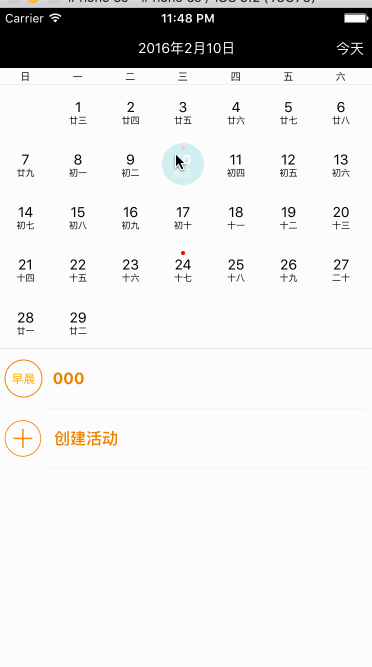 Carrier 11:48 PM
2016年2月10日 今天
日 一 二 三 四 五 六
1 2 3 4 5 6
廿三 廿四 廿五 廿六 廿七 廿八
7 8 9 10 11 12 13
廿九 初一 初二 初三 初四 初五 初六
14 15 16 17 18 19 20
初七 初八 初九 初十 十一 十二 十三
21 22 23 24 25 26 27
十四 十五 十六 十七 十八 十九 二十
28 29
廿一 廿二
早晨 000
创建活动